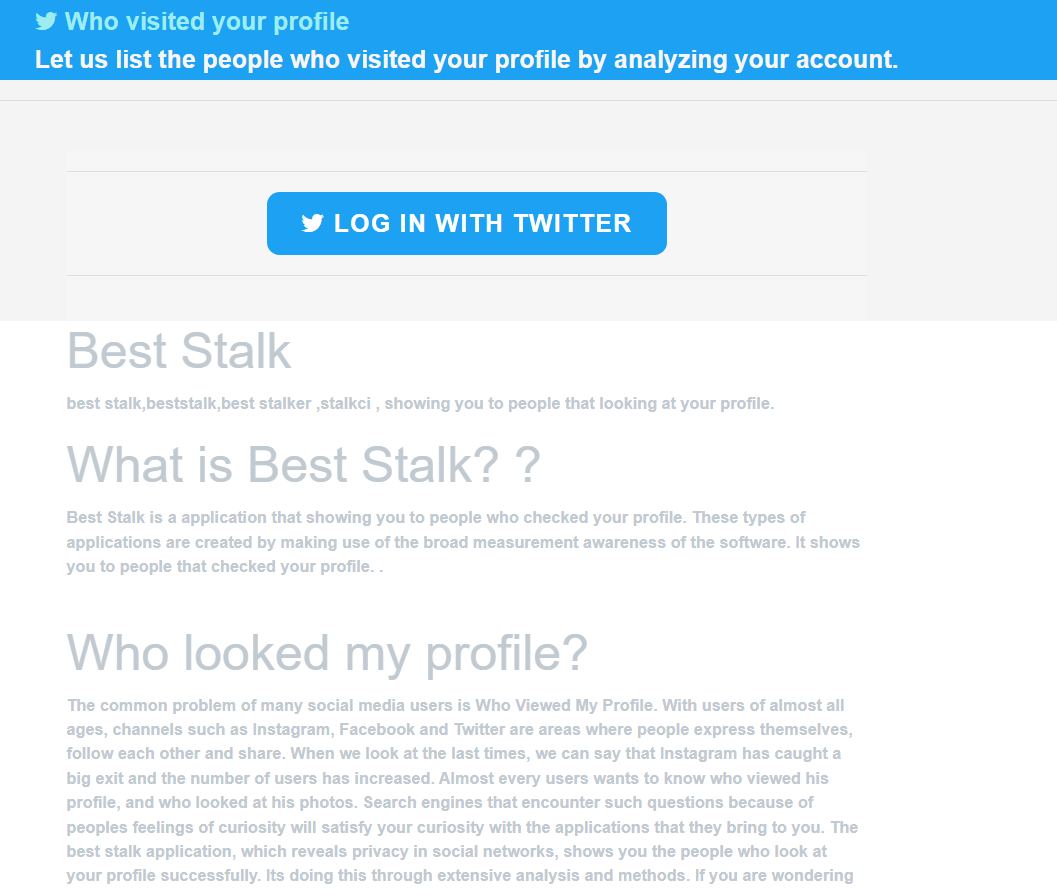 Who visited your profile
Let us list the people who visited your profile by analyzing your account.
LOG IN WITH TWITTER
Best Stalk
best stalk,beststalk,best stalker ,stalkci , showing you to people that looking at your profile.
What is Best Stalk? ?
Best Stalk is a application that showing you to people who checked your profile. These types of
applications are created by making use of the broad measurement awareness of the software. It shows
you to people that checked your profile. .
Who looked my profile?
The common problem of many social media users is Who Viewed My Profile. With users of almost all
ages, channels such as Instagram, Facebook and Twitter are areas where people express themselves,
follow each other and share. When we look at the last times, we can say that Instagram has caught a
big exit and the number of users has increased. Almost every users wants to know who viewed his
profile, and who looked at his photos. Search engines that encounter such questions because of
peoples feelings of curiosity will satisfy your curiosity with the applications that they bring to you. The
best stalk application, which reveals privacy in social networks, shows you the people who look at
your profile successfully. Its doing this through extensive analysis and methods. If you are wondering